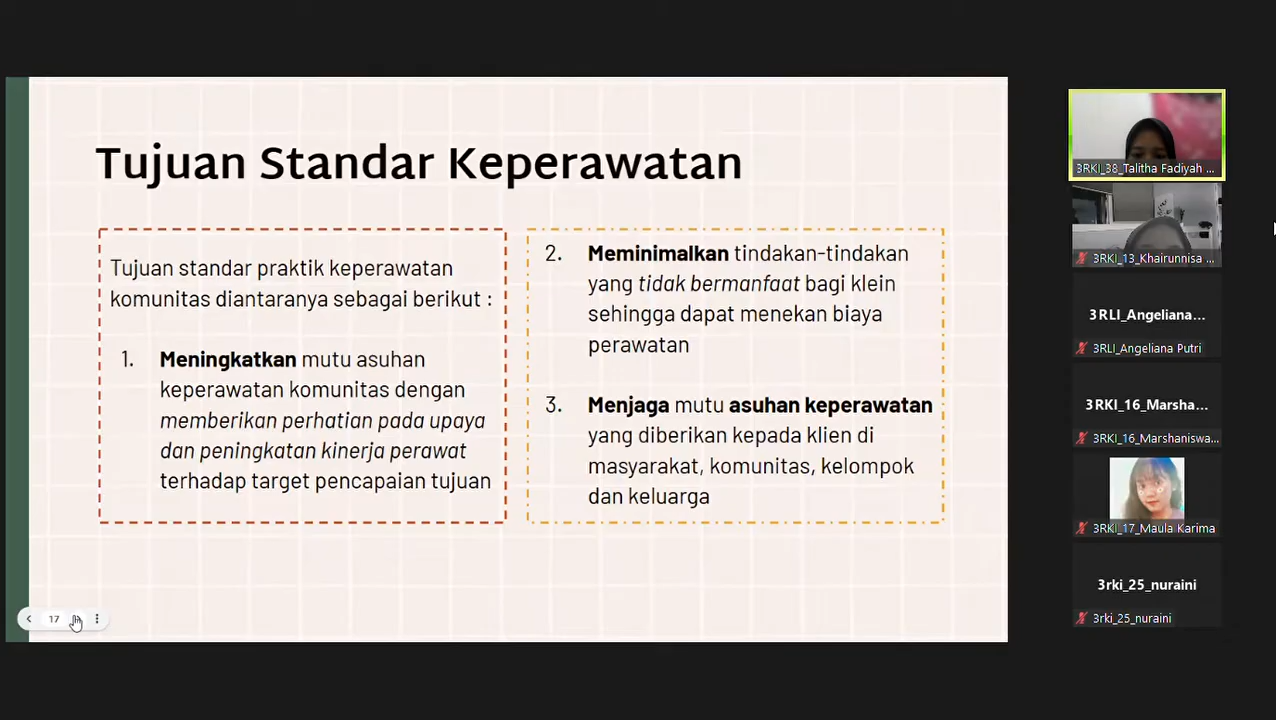 Tujuan Standar Keperawatan
Tujuan standar praktik keperawatan
komunitas diantaranya sebagai berikut :
1. Meningkatkan mutu asuhan
keperawatan komunitas dengan
memberikan perhatian pada upaya
dan peningkatan kinerja perawat
terhadap target pencapaian tujuan
2. Meminimalkan tindakan-tindakan
yang tidak bermanfaat bagi klein
sehingga dapat menekan biaya
perawatan
3. Menjaga mutu asuhan keperawatan
yang diberikan kepada klien di
masyarakat, komunitas, kelompok
dan keluarga
17
3RKI_38_Talitha Fadiyah ...
3RKI_13_Khairunnisa ...
3RLI_Angeliana...
3RLI_Angeliana Putri
3RKI_16_Marsha...
3RKI_16_Marshaniswa...
3RKI_17_Maula Karima
3rki_25_nuraini
3rki_25_nuraini